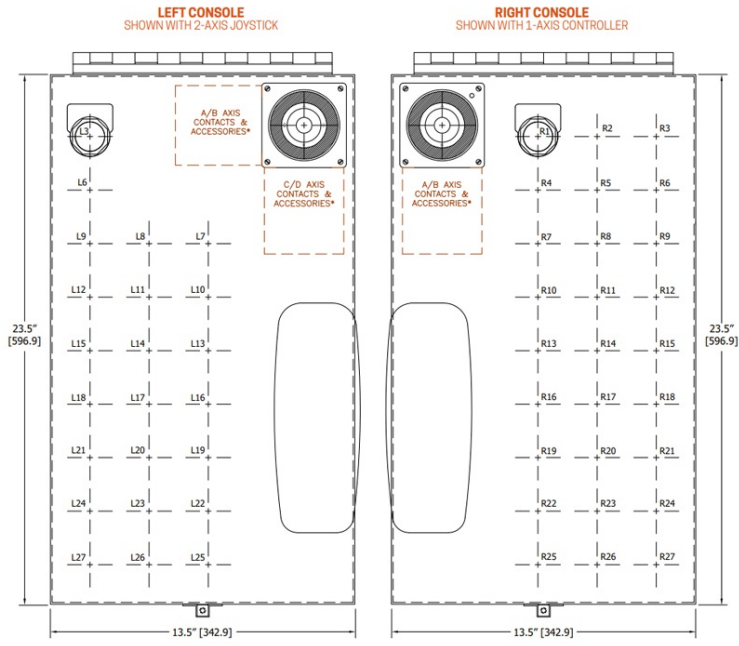 LEFT CONSOLE
SHOWN WITH 2-AXIS JOYSTICK
RIGHT CONSOLE
SHOWN WITH 1-AXIS CONTROLLER
L3
A/B AXIS
CONTACTS &
ACCESSORIES*
C/D AXIS
CONTACTS &
ACCESSORIES*
L6
L9 L8 L7
L12 L11 L10
L15 L14 L13
L18 L17 L16
L21 L20 L19
L24 L23 L22
L27 L26 L25
23.5"
[596.9]
13.5" [342.9]
R1 R2 R3
A/B AXIS
CONTACTS &
ACCESSORIES*
R4 R5 R6
R7 R8 R9
R10 R11 R12
R13 R14 R15
R16 R17 R18
R19 R20 R21
R22 R23 R24
R25 R26 R27
23.5"
[596.9]
13.5" [342.9]